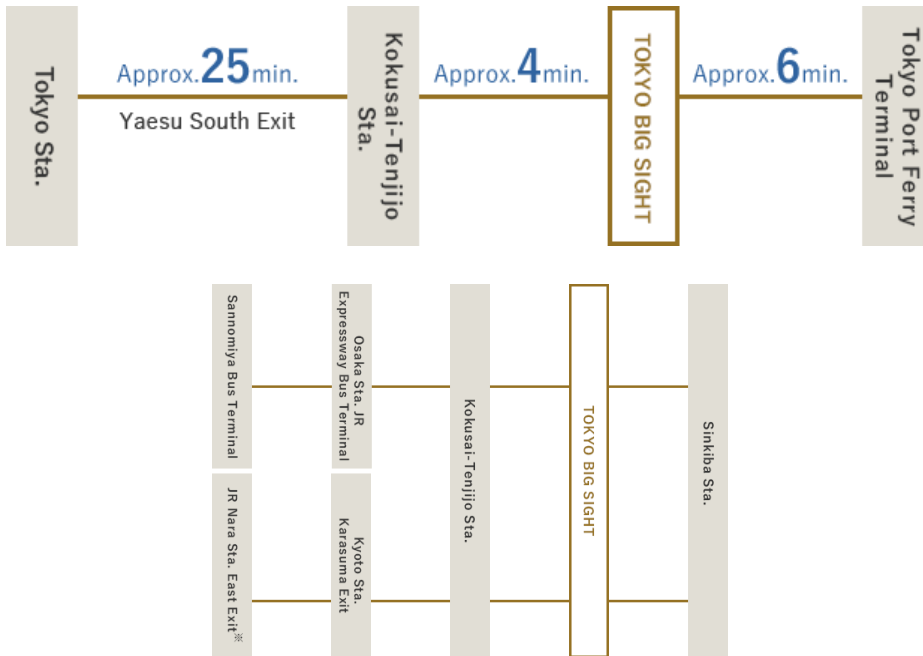 Tokyo Sta.
Approx.25min.
Yaesu South Exit
Kokusai-Tenjijo
Sta.
Approx.4min.
TOKYO BIG SIGHT
Approx.6min.
Tokyo Port Ferry
Terminal
Sannomiya Bus Terminal
Osaka Sta. JR
Expressway Bus Terminal
Kokusai-Tenjijo Sta.
TOKYO BIG SIGHT
Sinkiba Sta.
JR Nara Sta. East Exit※
Kyoto Sta.
Karasuma Exit